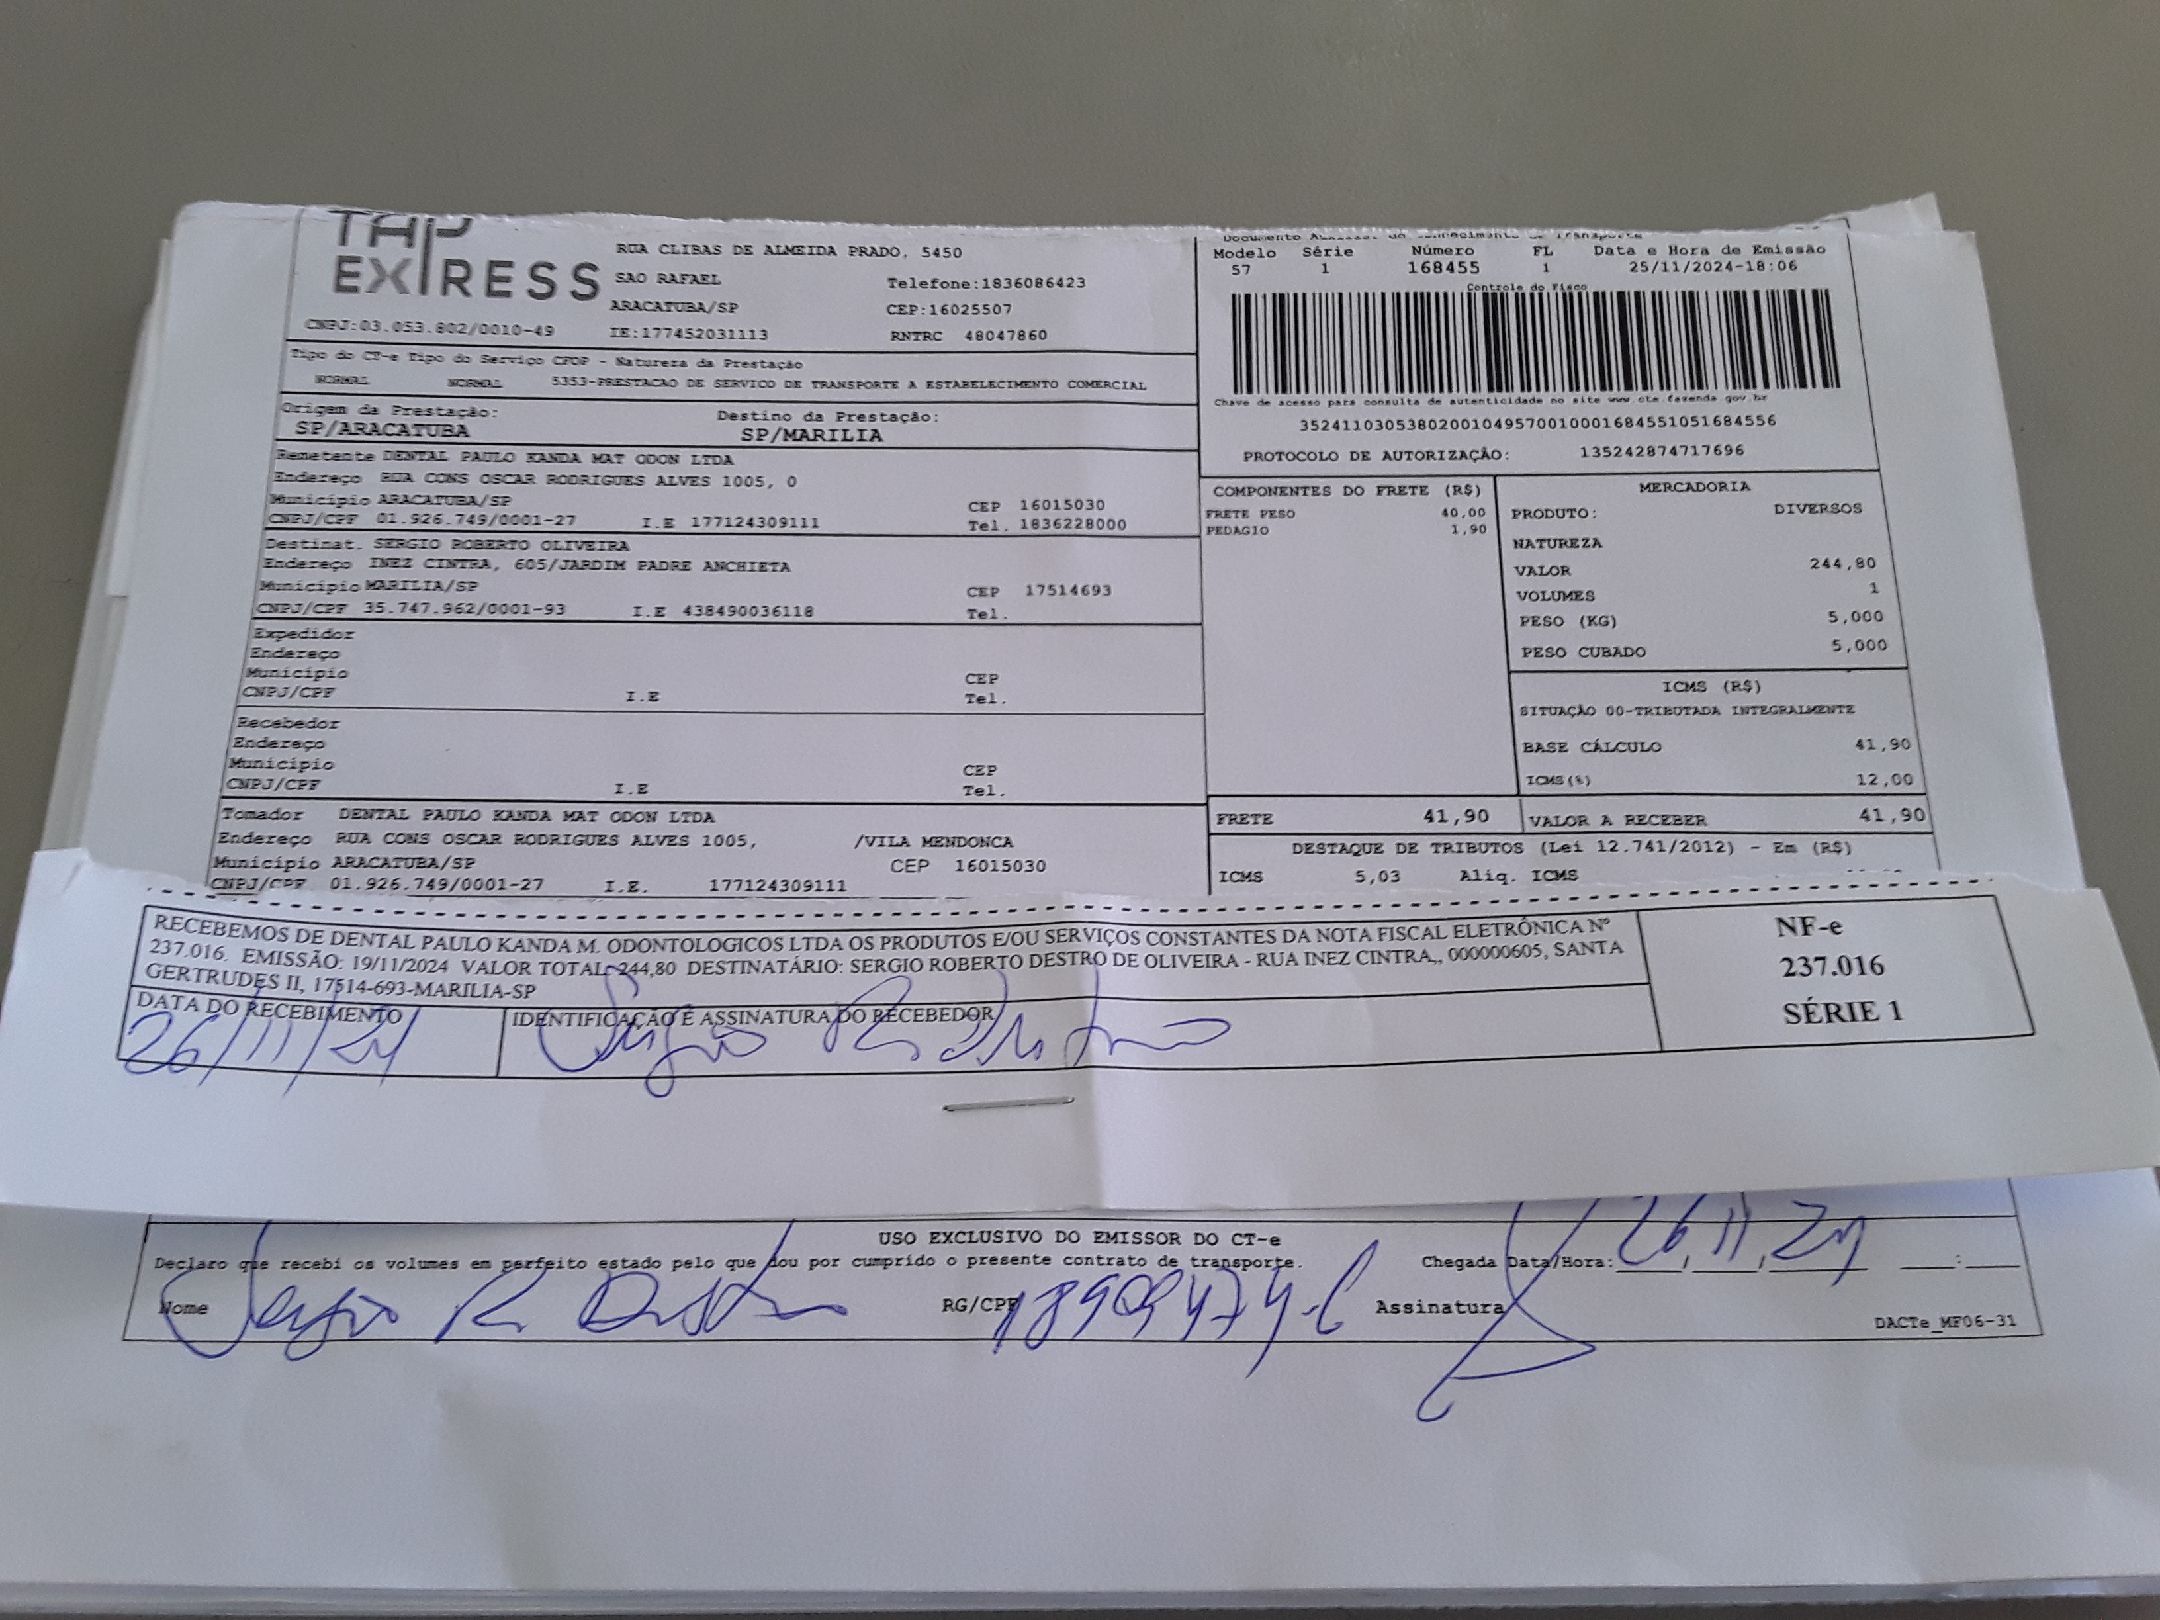 TAP
EXPRESS
RUA CLIBAS DE ALMEIDA PRADO, 5450
SAO RAFAEL Telefone:1836086423
ARACATUBA/SP CEP:16025507
CNPJ:03.053.802/0010-49 IE:177452031113 RNTRC 48047860
Tipo do CT-e Tipo do Serviço CFOP - Natureza da Prestação
NORMAL NORMAL 5353-PRESTACAO DE SERVICO DE TRANSPORTE A ESTABELECIMENTO COMERCIAL
Origem da Prestação: Destino da Prestação:
SP/ARACATUBA SP/MARILIA
Remetente DENTAL PAULO KANDA MAT ODON LTDA
Endereço RUA CONS OSCAR RODRIGUES ALVES 1005, 0
Município ARACATUBA/SP CEP 16015030
CNPJ/CPF 01.926.749/0001-27 I.E 177124309111 Tel. 1836228000
Destinat. SERGIO ROBERTO OLIVEIRA
Endereço INEZ CINTRA, 605/JARDIM PADRE ANCHIETA
Município MARILIA/SP CEP 17514693
CNPJ/CPF 35.747.962/0001-93 I.E 438490036118 Tel.
Expedidor
Endereço
Município CEP
CNPJ/CPF I.E Tel.
Recebedor
Endereço
Município CEP
CNPJ/CPF I.E Tel.
Tomador DENTAL PAULO KANDA MAT ODON LTDA
Endereço RUA CONS OSCAR RODRIGUES ALVES 1005, /VILA MENDONCA
Município ARACATUBA/SP CEP 16015030
CNPJ/CPF 01.926.749/0001-27 I.E. 177124309111
Documento Auxiliar do Conhecimento de Transporte
Modelo Série Número FL Data e Hora de Emissão
57 1 168455 1 25/11/2024-18:06
Controle do Fisco
Chave de acesso para consulta de autenticidade no site www.cte.fazenda.gov.br
35241103053802001049570010001684551051684556
PROTOCOLO DE AUTORIZAÇÃO: 135242874717696
COMPONENTES DO FRETE (R$)
FRETE PESO 40,00
PEDAGIO 1,90
MERCADORIA
PRODUTO: DIVERSOS
NATUREZA
VALOR 244,80
VOLUMES 1
PESO (KG) 5,000
PESO CUBADO 5,000
ICMS (R$)
SITUAÇÃO 00-TRIBUTADA INTEGRALMENTE
BASE CÁLCULO 41,90
ICMS(%) 12,00
FRETE 41,90 VALOR A RECEBER 41,90
DESTAQUE DE TRIBUTOS (Lei 12.741/2012) - Em (R$)
ICMS 5,03 Aliq. ICMS
RECEBEMOS DE DENTAL PAULO KANDA M. ODONTOLOGICOS LTDA OS PRODUTOS E/OU SERVIÇOS CONSTANTES DA NOTA FISCAL ELETRÔNICA Nº
237.016. EMISSÃO: 19/11/2024 VALOR TOTAL: 244,80 DESTINATÁRIO: SERGIO ROBERTO DESTRO DE OLIVEIRA - RUA INEZ CINTRA,, 000000605, SANTA
GERTRUDES II, 17514-693-MARILIA-SP
DATA DO RECEBIMENTO IDENTIFICAÇÃO E ASSINATURA DO RECEBEDOR
26/11/24 Sergio R Destro
NF-e
237.016
SÉRIE 1
USO EXCLUSIVO DO EMISSOR DO CT-e
Declaro que recebi os volumes em perfeito estado pelo que dou por cumprido o presente contrato de transporte. Chegada Data/Hora: 26, 11, 24 :
Nome Sergio R Destro RG/CPF Assinatura
DACTe_MF06-31